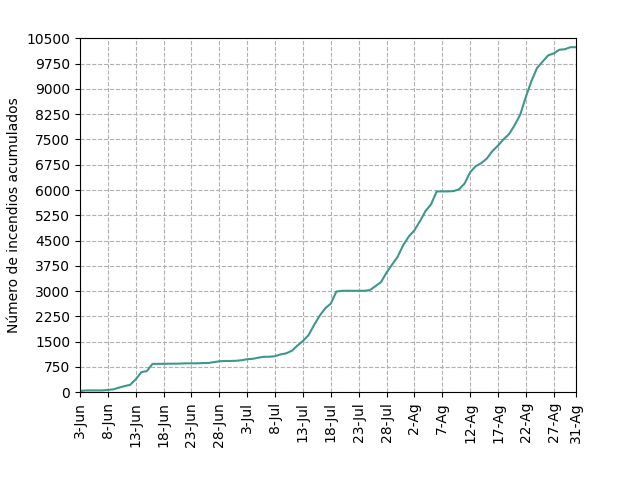 10500
9750
9000
8250
7500
6750
6000
5250
4500
3750
3000
2250
1500
750
0
Número de incendios acumulados
3-Jun
8-Jun
13-Jun
18-Jun
23-Jun
28-Jun
3-Jul
8-Jul
13-Jul
18-Jul
23-Jul
28-Jul
2-Ag
7-Ag
12-Ag
17-Ag
22-Ag
27-Ag
31-Ag